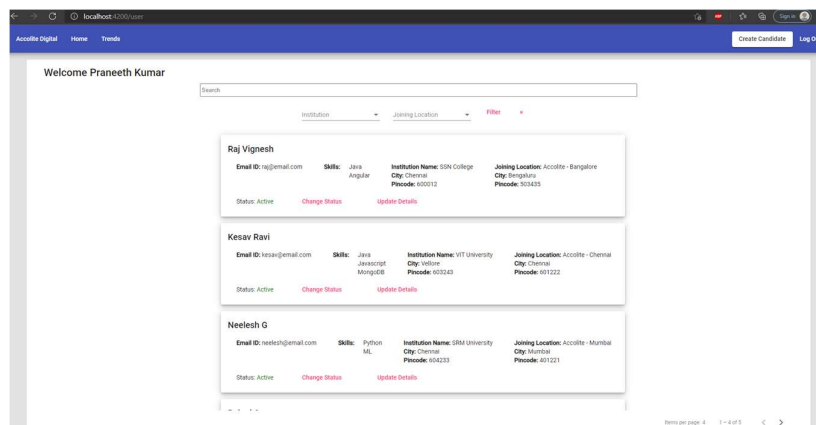 localhost:4200/user
Sign in
Accolite Digital Home Trends Create Candidate Log O
Welcome Praneeth Kumar
Search
Institution Joining Location Filter ×
Raj Vignesh
Email ID: raj@email.com Skills: Java Institution Name: SSN College Joining Location: Accolite - Bangalore
Angular City: Chennai City: Bengaluru
Pincode: 600012 Pincode: 503435
Status: Active Change Status Update Details
Kesav Ravi
Email ID: kesav@email.com Skills: Java Institution Name: VIT University Joining Location: Accolite - Chennai
Javascript City: Vellore City: Chennai
MongoDB Pincode: 603243 Pincode: 601222
Status: Active Change Status Update Details
Neelesh G
Email ID: neelesh@email.com Skills: Python Institution Name: SRM University Joining Location: Accolite - Mumbai
ML City: Chennai City: Mumbai
Pincode: 604233 Pincode: 401221
Status: Active Change Status Update Details
Items per page: 4 1 – 4 of 5